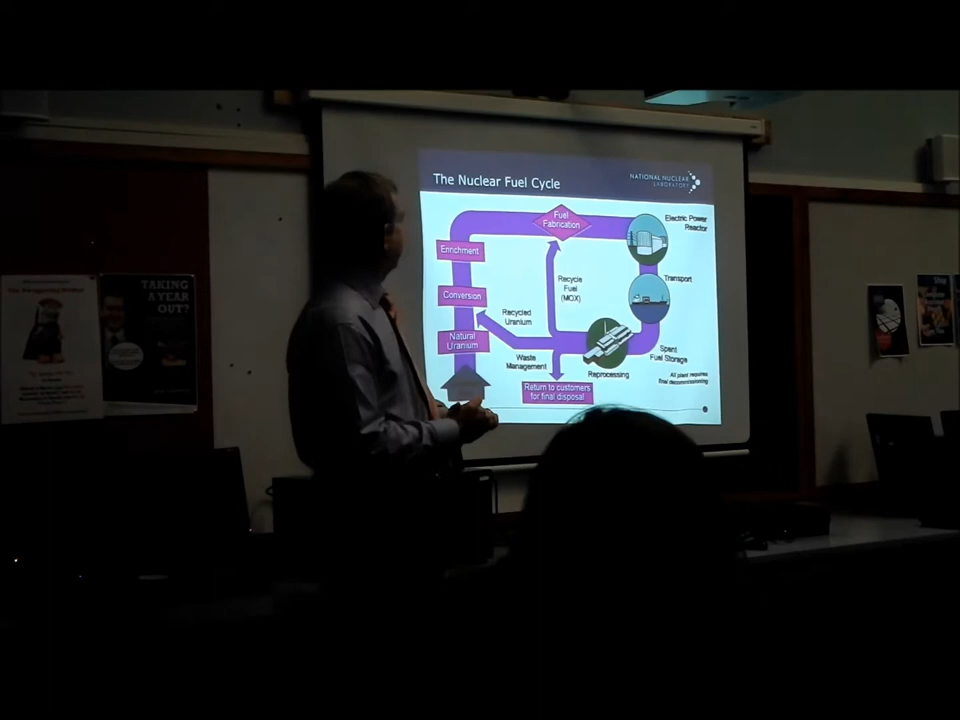 The Nuclear Fuel Cycle
NATIONAL NUCLEAR
LABORATORY
Fuel
Fabrication
Electric Power
Reactor
Enrichment
Conversion
Natural
Uranium
Recycled
Uranium
Recycle
Fuel
(MOX)
Transport
Waste
Management
Spent
Fuel Storage
Reprocessing
All plant requires
final decommissioning
Return to customers
for final disposal
TAKING
A YEAR
OUT?